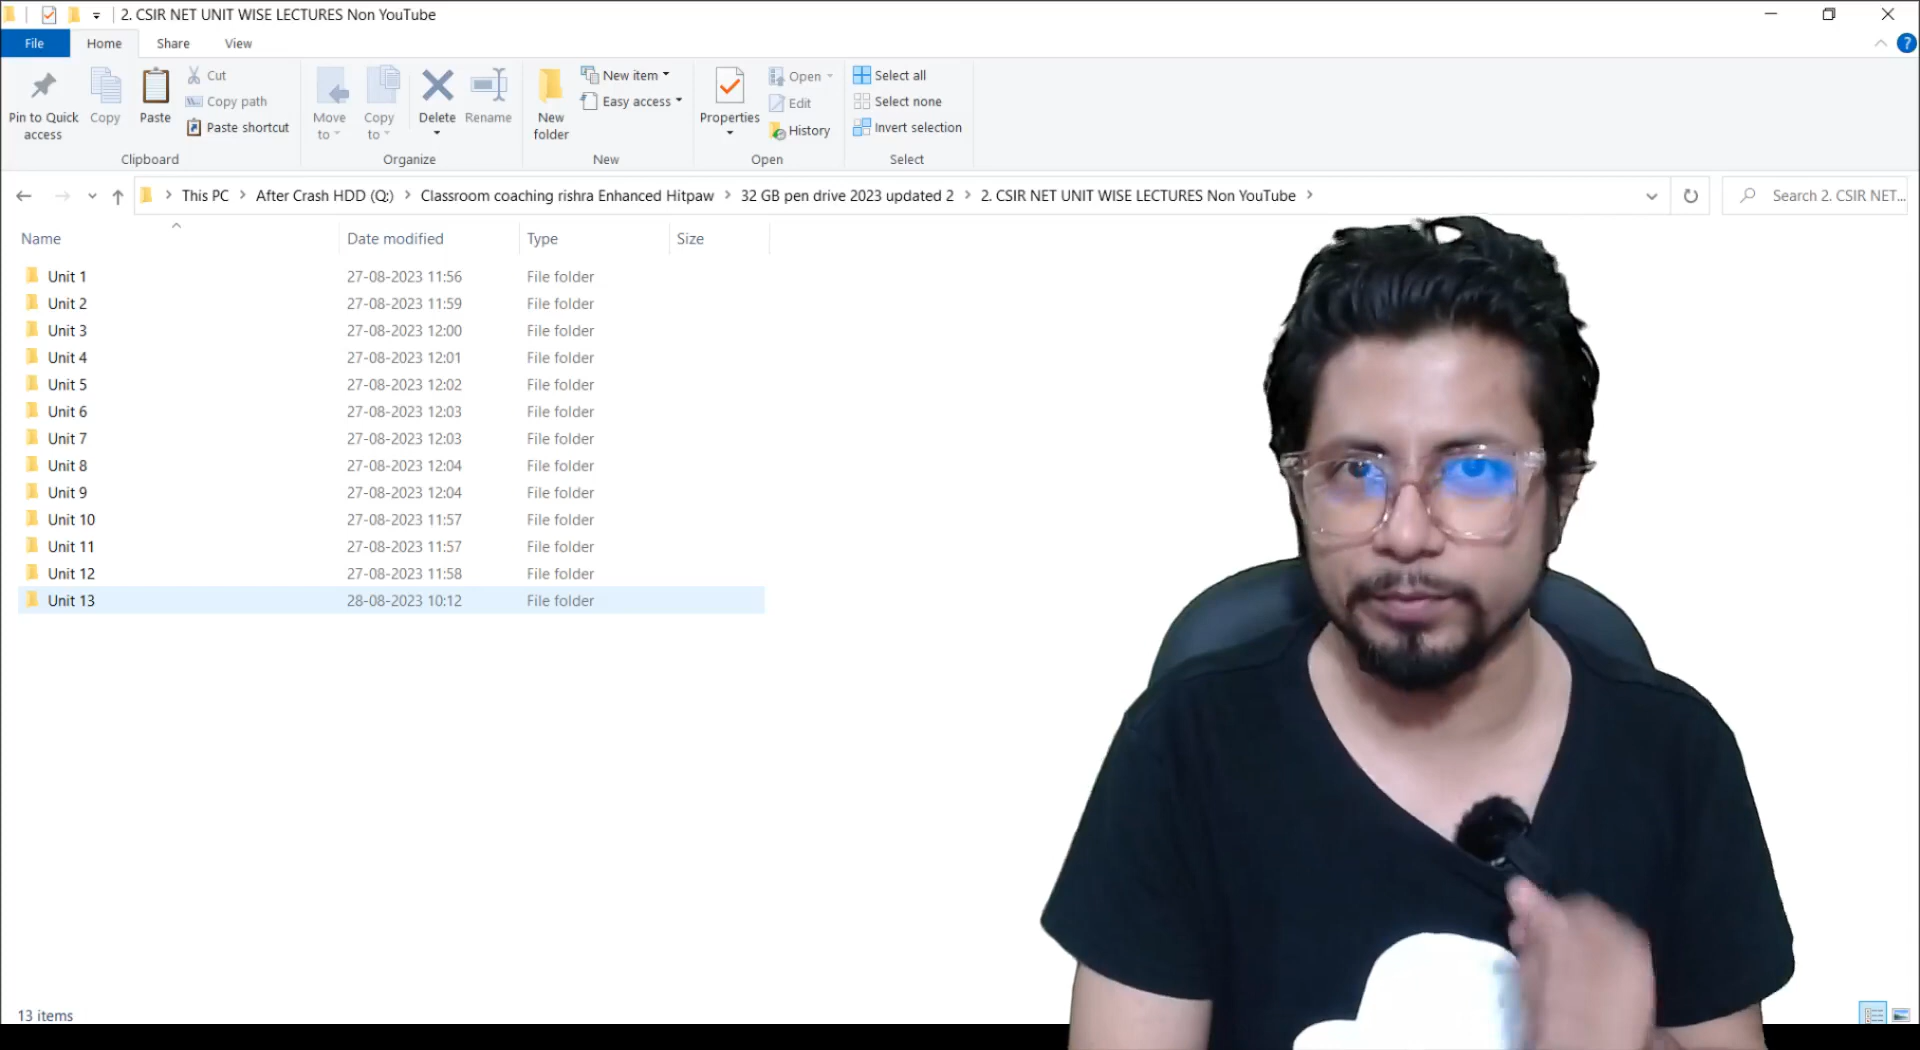 2. CSIR NET UNIT WISE LECTURES Non YouTube
File Home Share View
Pin to Quick access
Copy
Paste
Cut
Copy path
Paste shortcut
Clipboard
Move to
Copy to
Delete
Rename
Organize
New folder
New item
Easy access
New
Properties
Open
Edit
History
Open
Select all
Select none
Invert selection
Select
This PC > After Crash HDD (Q:) > Classroom coaching rishra Enhanced Hitpaw > 32 GB pen drive 2023 updated 2 > 2. CSIR NET UNIT WISE LECTURES Non YouTube >
Search 2. CSIR NET...
Name Date modified Type Size
Unit 1 27-08-2023 11:56 File folder
Unit 2 27-08-2023 11:59 File folder
Unit 3 27-08-2023 12:00 File folder
Unit 4 27-08-2023 12:01 File folder
Unit 5 27-08-2023 12:02 File folder
Unit 6 27-08-2023 12:03 File folder
Unit 7 27-08-2023 12:03 File folder
Unit 8 27-08-2023 12:04 File folder
Unit 9 27-08-2023 12:04 File folder
Unit 10 27-08-2023 11:57 File folder
Unit 11 27-08-2023 11:57 File folder
Unit 12 27-08-2023 11:58 File folder
Unit 13 28-08-2023 10:12 File folder
13 items